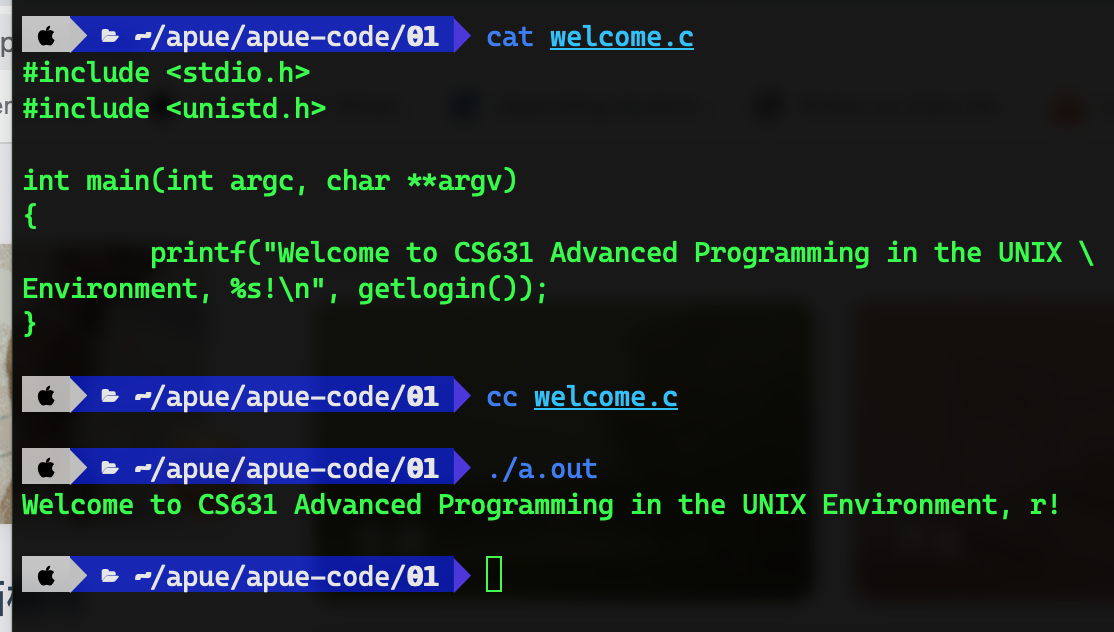 ~/apue/apue-code/01 cat welcome.c
#include <stdio.h>
#include <unistd.h>
int main(int argc, char **argv)
{
        printf("Welcome to CS631 Advanced Programming in the UNIX \
Environment, %s!\n", getlogin());
}
~/apue/apue-code/01 cc welcome.c
~/apue/apue-code/01 ./a.out
Welcome to CS631 Advanced Programming in the UNIX Environment, r!
~/apue/apue-code/01